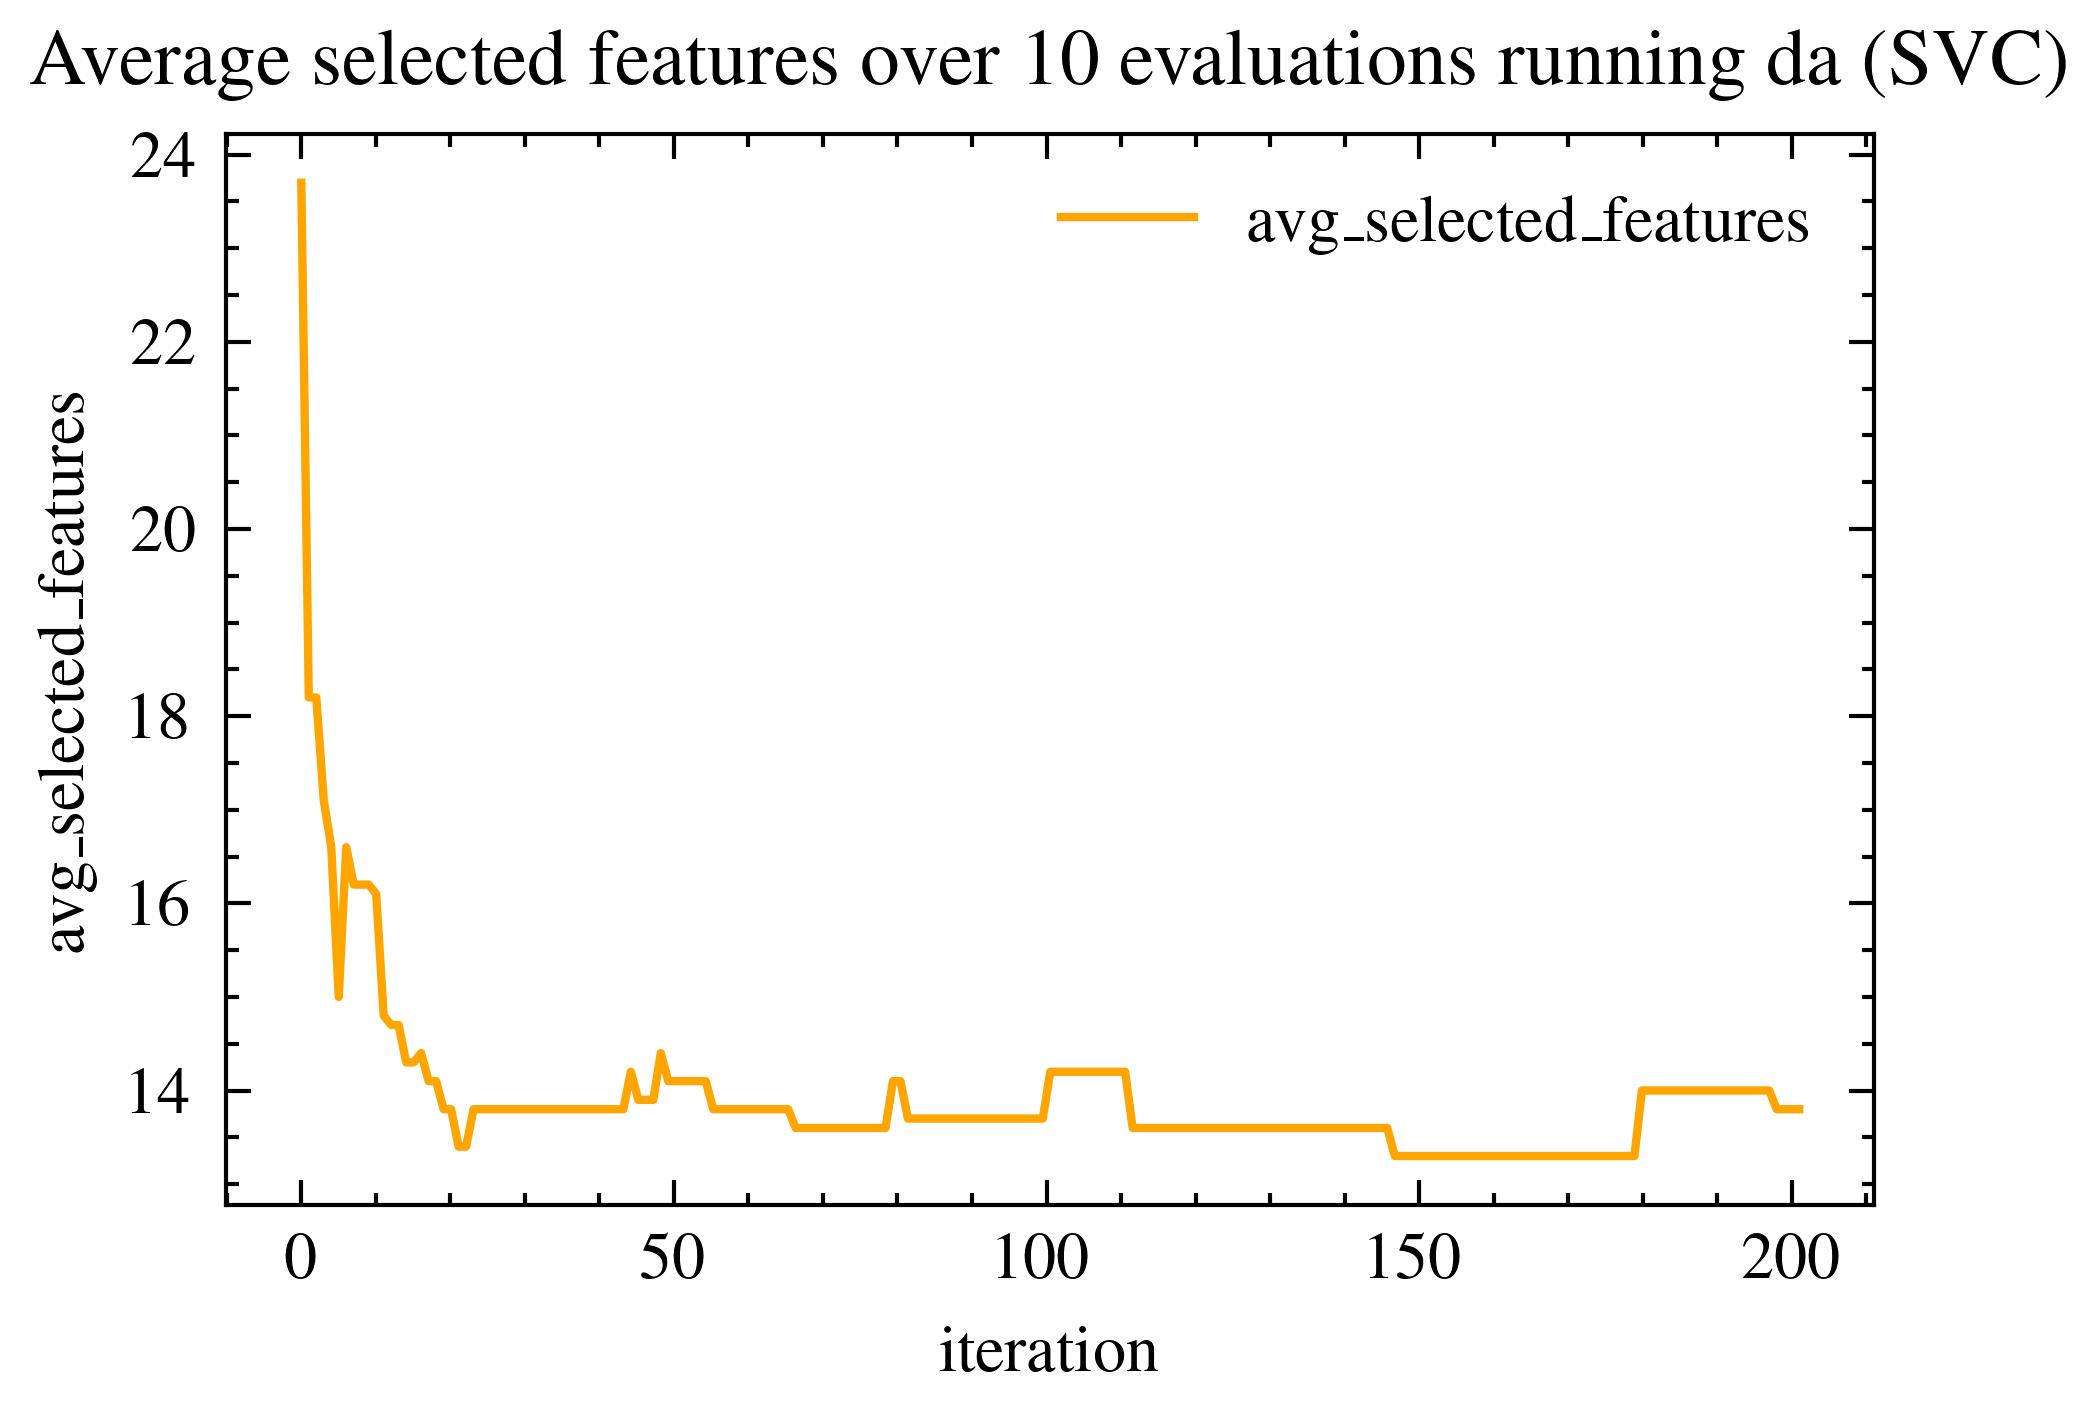 Average selected features over 10 evaluations running da (SVC)
avg_selected_features
24
22
20
18
16
14
avg_selected_features
0 50 100 150 200
iteration